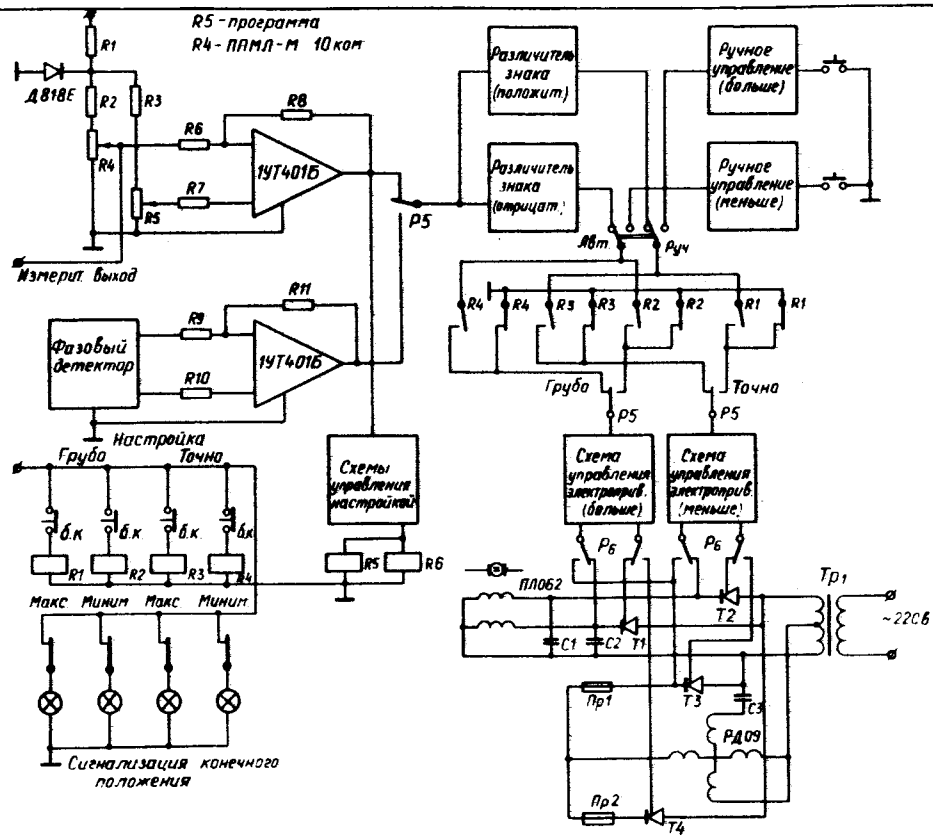 R5 - программа
R4 - ППМЛ-М 10 ком
R1
Д818Е
R2
R3
R4
R5
R6
R7
R8
1УТ401Б
P5
Измерит. выход
Различитель знака (положит.)
Различитель знака (отрицат.)
Ручное управление (больше)
Ручное управление (меньше)
Авт.
Руч
Фазовый детектор
R9
R10
R11
1УТ401Б
R4
R4
R3
R3
R2
R2
R1
R1
Грубо
Точно
P5
P5
Настройка
Грубо
Точно
б.к
б.к.
б.к.
б.к.
R1
R2
R3
R4
Макс
Миним
Макс
Миним.
Сигнализация конечного положения
Схемы управления настройкой
R5
R6
Схема управления электроприв. (больше)
Схема управления электроприв. (меньше)
P6
P6
ПЛ062
C1
C2
T1
T2
Тр1
~220в
Пр1
T3
C3
РД09
Пр2
T4